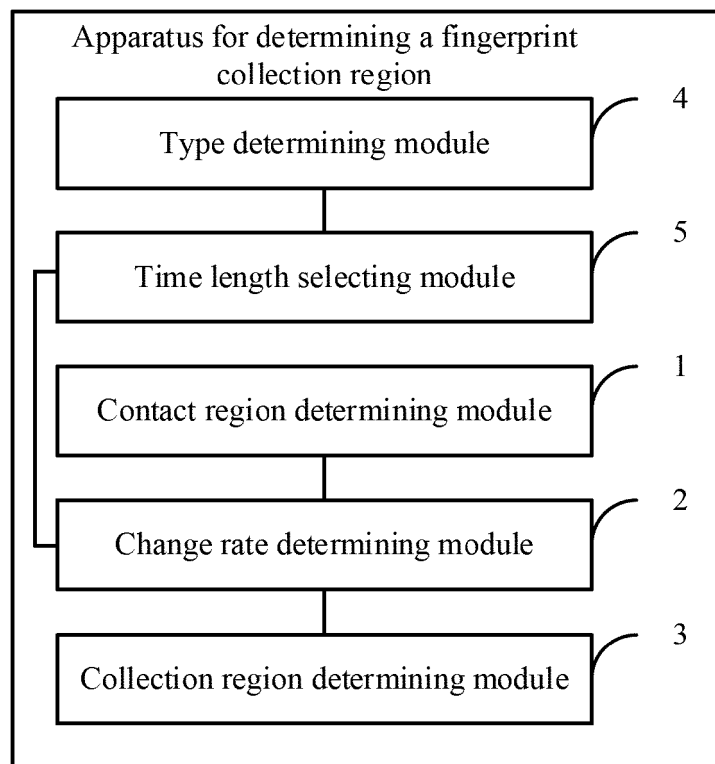 Apparatus for determining a fingerprint
collection region
4
Type determining module
5
Time length selecting module
1
Contact region determining module
2
Change rate determining module
3
Collection region determining module